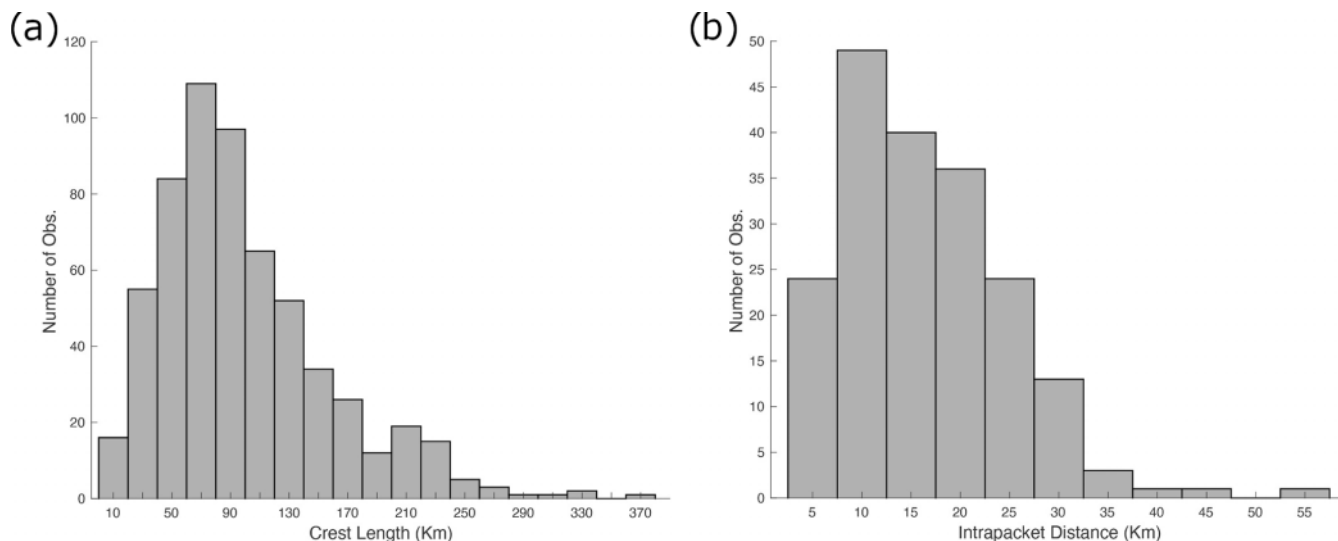 (a)
120
100
80
60
40
20
0
Number of Obs.
10 50 90 130 170 210 250 290 330 370
Crest Length (Km)
(b)
50
45
40
35
30
25
20
15
10
5
0
Number of Obs.
5 10 15 20 25 30 35 40 45 50 55
Intrapacket Distance (Km)